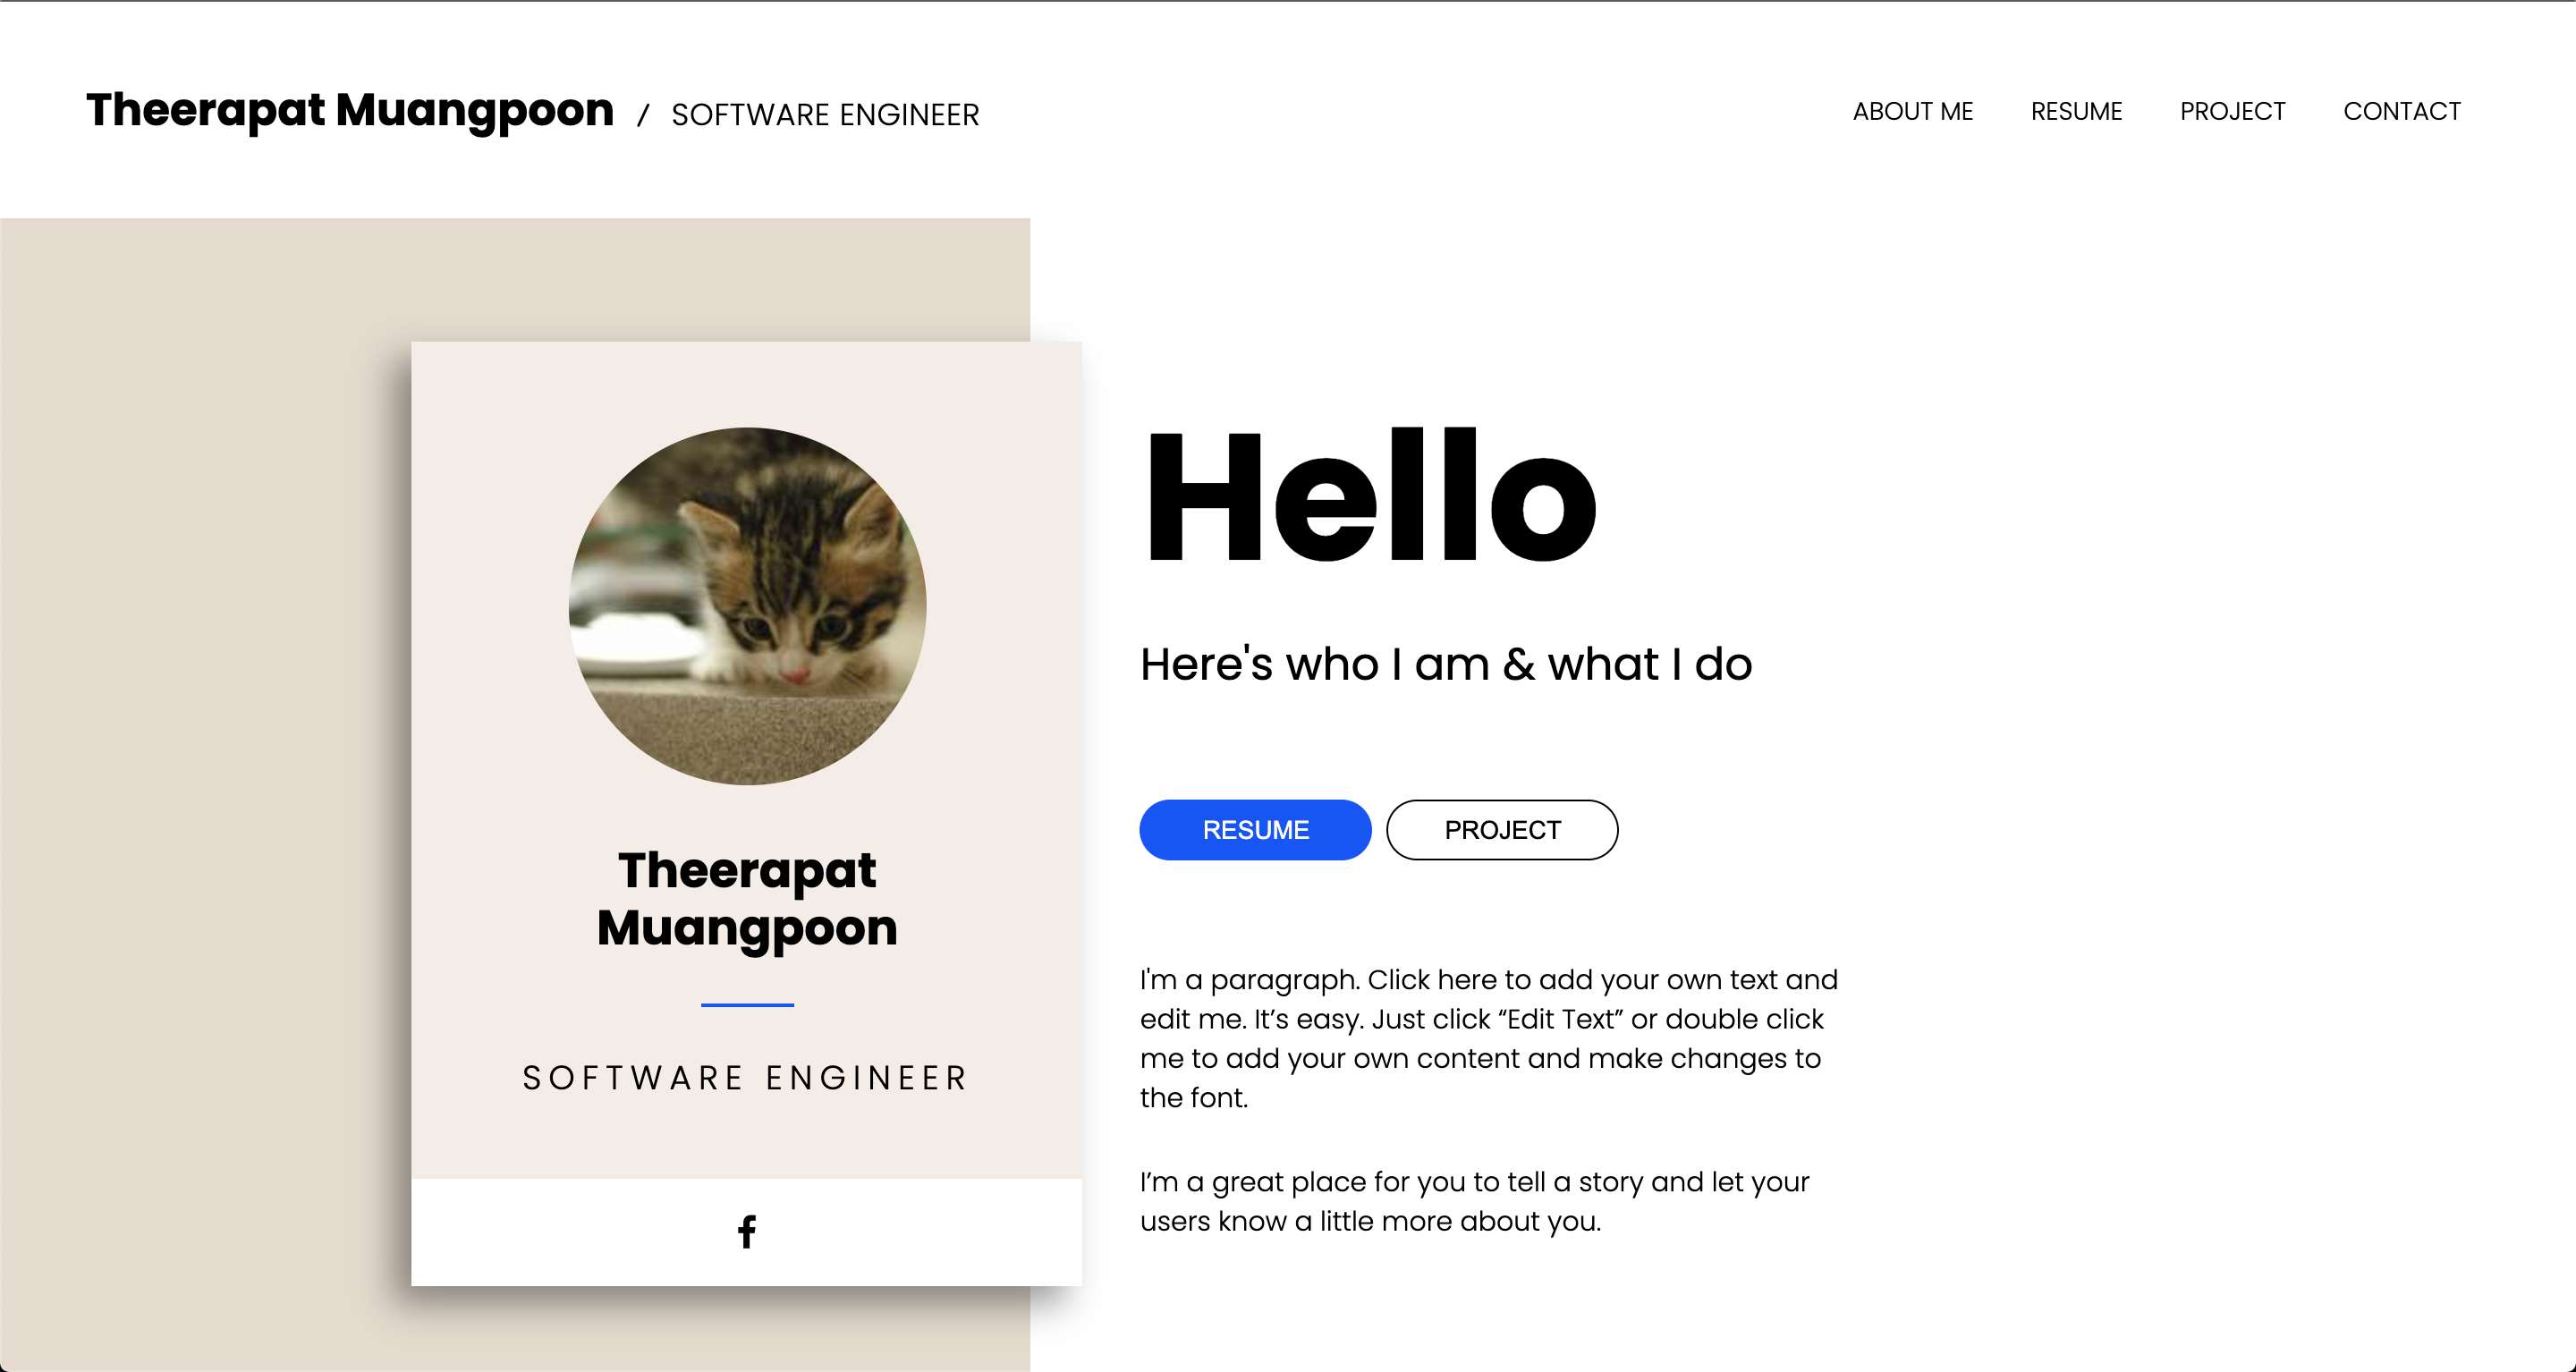 Theerapat Muangpoon / SOFTWARE ENGINEER
ABOUT ME RESUME PROJECT CONTACT
Theerapat
Muangpoon
SOFTWARE ENGINEER
Hello
Here's who I am & what I do
RESUME PROJECT
I'm a paragraph. Click here to add your own text and
edit me. It’s easy. Just click “Edit Text” or double click
me to add your own content and make changes to
the font.
I’m a great place for you to tell a story and let your
users know a little more about you.